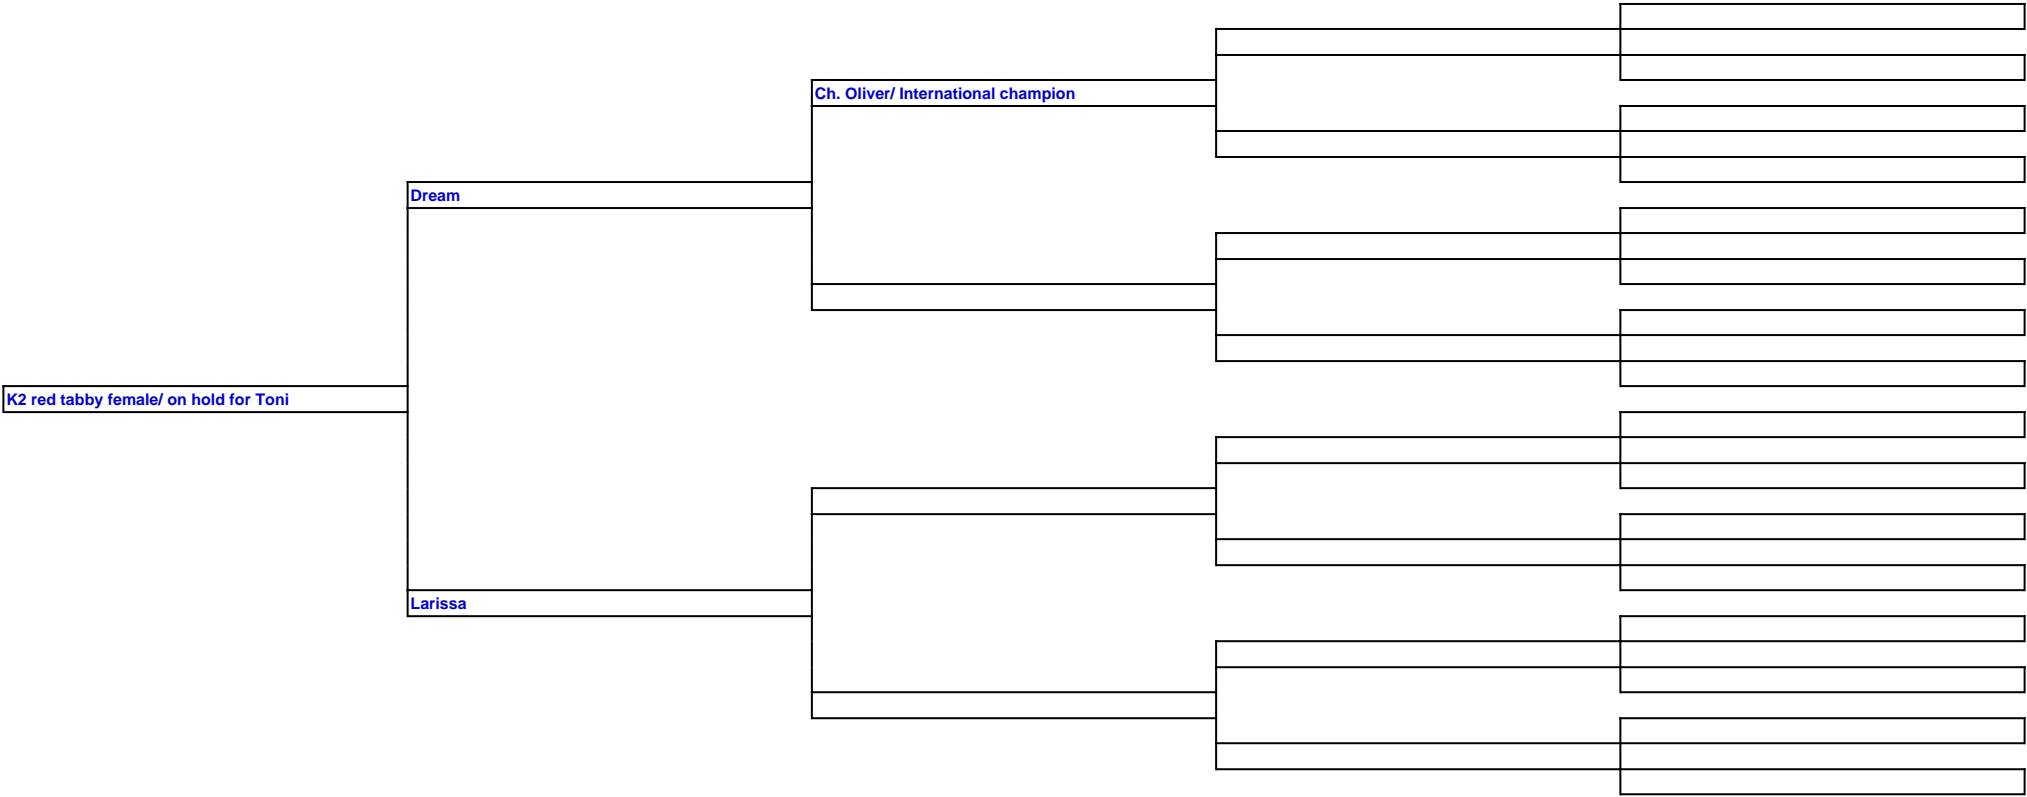 Ch. Oliver/ International champion
Dream
K2 red tabby female/ on hold for Toni
Larissa